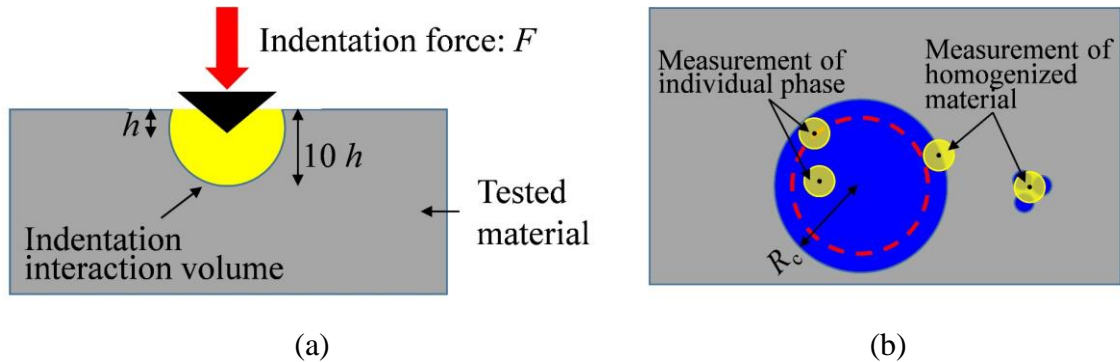 Indentation force: F
h
10 h
Indentation
interaction volume
Tested
material
(a)
Measurement of
individual phase
Measurement of
homogenized
material
Rc
(b)